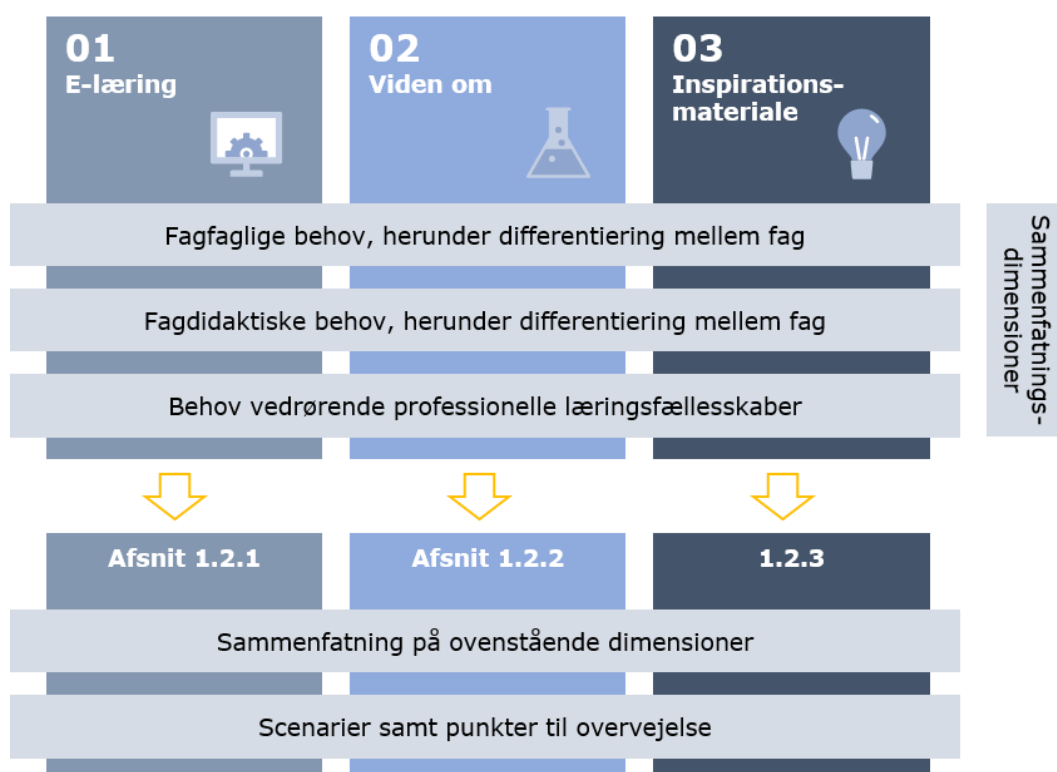 01
E-læring
02
Viden om
03
Inspirations-
materiale
Fagfaglige behov, herunder differentiering mellem fag
Fagdidaktiske behov, herunder differentiering mellem fag
Behov vedrørende professionelle læringsfællesskaber
Sammenfatnings-
dimensioner
Afsnit 1.2.1
Afsnit 1.2.2
1.2.3
Sammenfatning på ovenstående dimensioner
Scenarier samt punkter til overvejelse